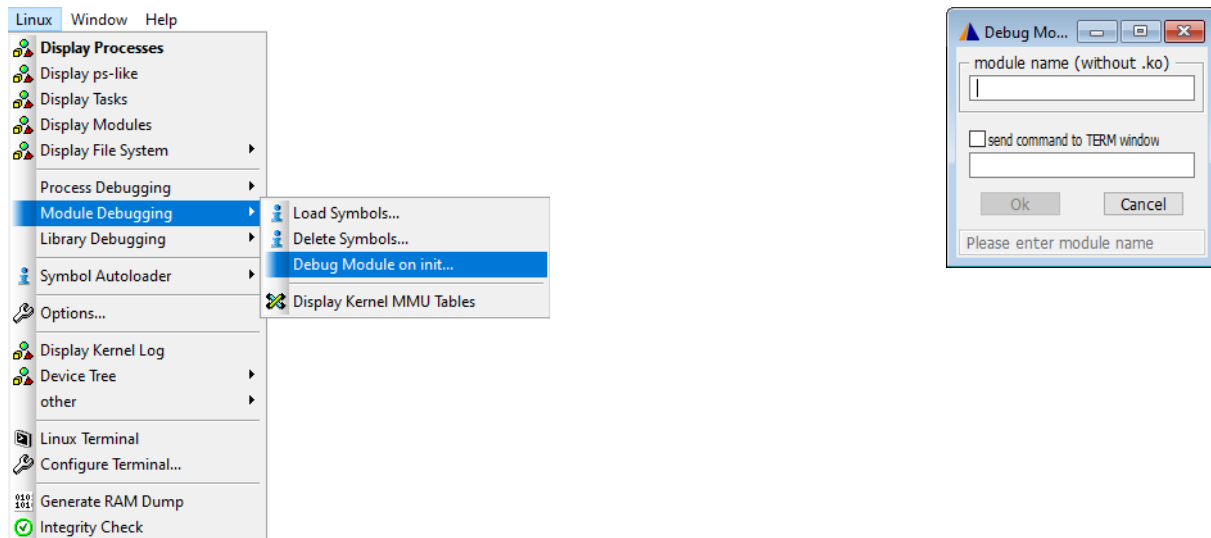 Linux Window Help
Display Processes
Display ps-like
Display Tasks
Display Modules
Display File System
Process Debugging
Module Debugging
Library Debugging
Symbol Autoloader
Options...
Display Kernel Log
Device Tree
other
Linux Terminal
Configure Terminal...
Generate RAM Dump
Integrity Check
Load Symbols...
Delete Symbols...
Debug Module on init...
Display Kernel MMU Tables
Debug Mo...
module name (without .ko)
send command to TERM window
Ok Cancel
Please enter module name